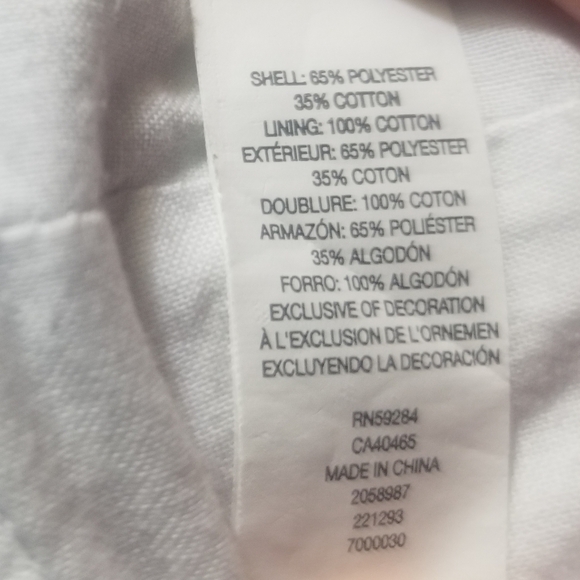 SHELL: 65% POLYESTER
35% COTTON
LINING: 100% COTTON
EXTÉRIEUR: 65% POLYESTER
35% COTON
DOUBLURE: 100% COTON
ARMAZÓN: 65% POLIÉSTER
35% ALGODÓN
FORRO: 100% ALGODÓN
EXCLUSIVE OF DECORATION
À L'EXCLUSION DE L'ORNEMEN
EXCLUYENDO LA DECORACIÓN
RN59284
CA40465
MADE IN CHINA
2058987
221293
7000030